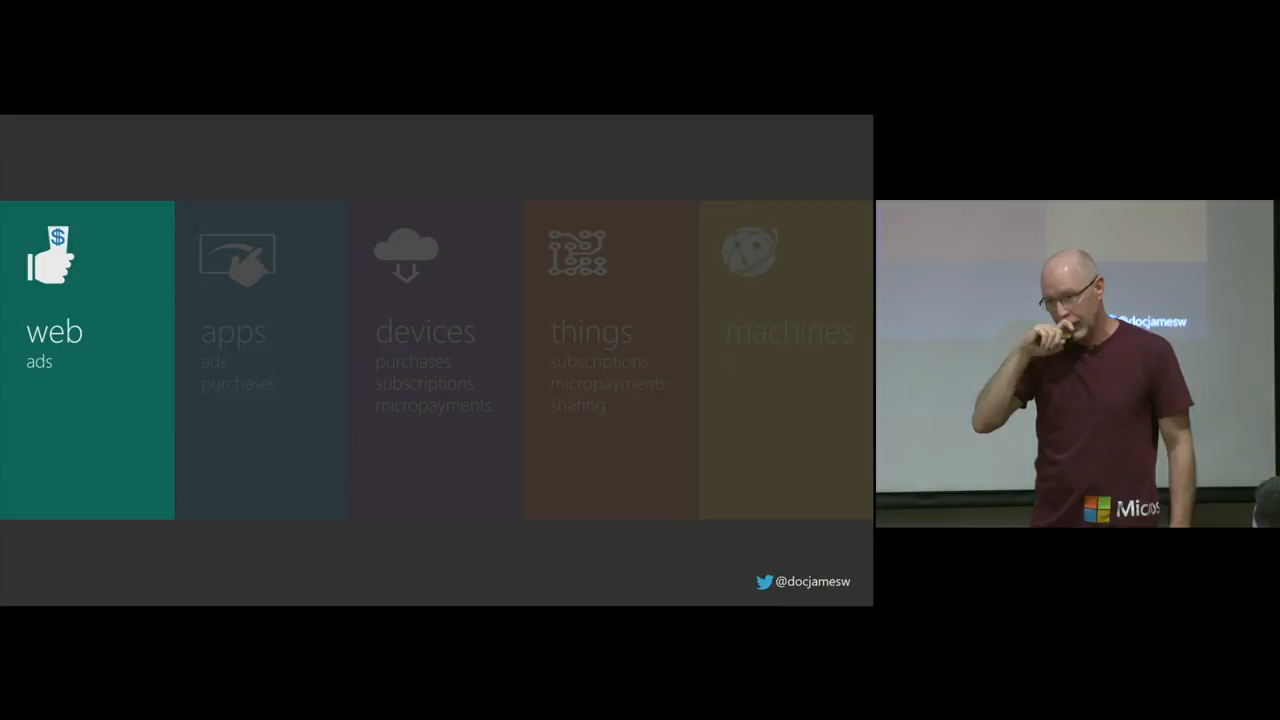 $
web
ads
apps
ads
purchases
devices
purchases
subscriptions
micropayments
things
subscriptions
micropayments
sharing
machines
@docjamesw
@docjamesw
Micros